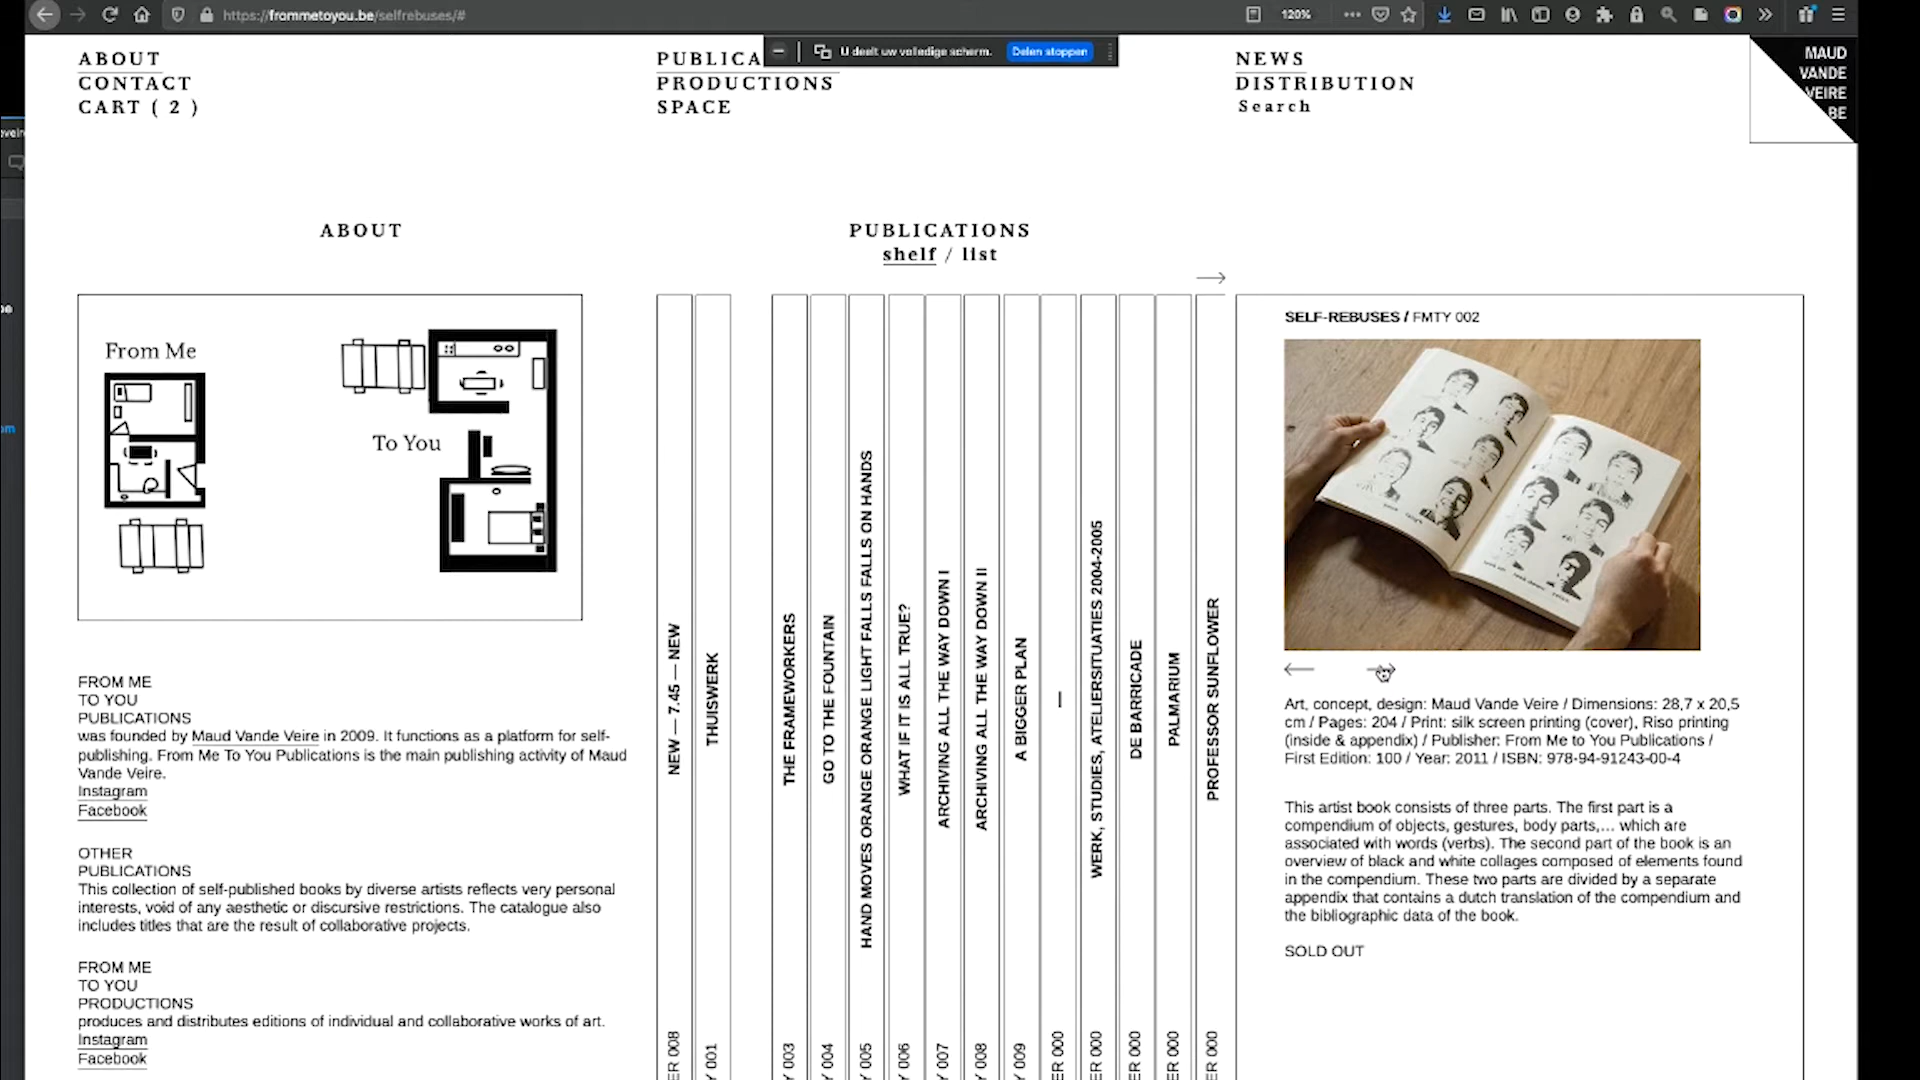 https://frommetoyou.be/selfrebuses/#
120%
U deelt uw volledige scherm.
Delen stoppen
ABOUT
CONTACT
CART ( 2 )
PUBLICA
PRODUCTIONS
SPACE
NEWS
DISTRIBUTION
Search
MAUD
VANDE
VEIRE
BE
ABOUT
PUBLICATIONS
shelf / list
From Me
To You
FROM ME
TO YOU
PUBLICATIONS
was founded by Maud Vande Veire in 2009. It functions as a platform for self-
publishing. From Me To You Publications is the main publishing activity of Maud
Vande Veire.
Instagram
Facebook
OTHER
PUBLICATIONS
This collection of self-published books by diverse artists reflects very personal
interests, void of any aesthetic or discursive restrictions. The catalogue also
includes titles that are the result of collaborative projects.
FROM ME
TO YOU
PRODUCTIONS
produces and distributes editions of individual and collaborative works of art.
Instagram
Facebook
NEW — 7.45 — NEW
ER 008
THUISWERK
Y 001
THE FRAMEWORKERS
Y 003
GO TO THE FOUNTAIN
Y 004
HAND MOVES ORANGE ORANGE LIGHT FALLS FALLS ON HANDS
Y 005
WHAT IF IT IS ALL TRUE?
Y 006
ARCHIVING ALL THE WAY DOWN I
Y 007
ARCHIVING ALL THE WAY DOWN II
Y 008
A BIGGER PLAN
Y 009
—
ER 000
WERK, STUDIES, ATELIERSITUATIES 2004-2005
ER 000
DE BARRICADE
ER 000
PALMARIUM
ER 000
PROFESSOR SUNFLOWER
ER 000
SELF-REBUSES / FMTY 002
Art, concept, design: Maud Vande Veire / Dimensions: 28,7 x 20,5
cm / Pages: 204 / Print: silk screen printing (cover), Riso printing
(inside & appendix) / Publisher: From Me to You Publications /
First Edition: 100 / Year: 2011 / ISBN: 978-94-91243-00-4
This artist book consists of three parts. The first part is a
compendium of objects, gestures, body parts,... which are
associated with words (verbs). The second part of the book is an
overview of black and white collages composed of elements found
in the compendium. These two parts are divided by a separate
appendix that contains a dutch translation of the compendium and
the bibliographic data of the book.
SOLD OUT